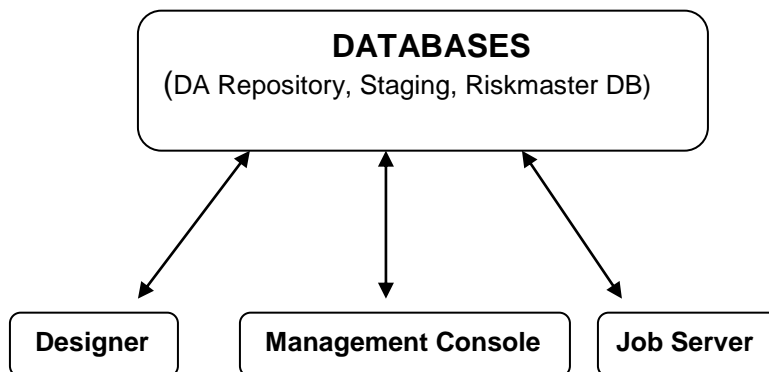 DATABASES
(DA Repository, Staging, Riskmaster DB)
Designer
Management Console
Job Server